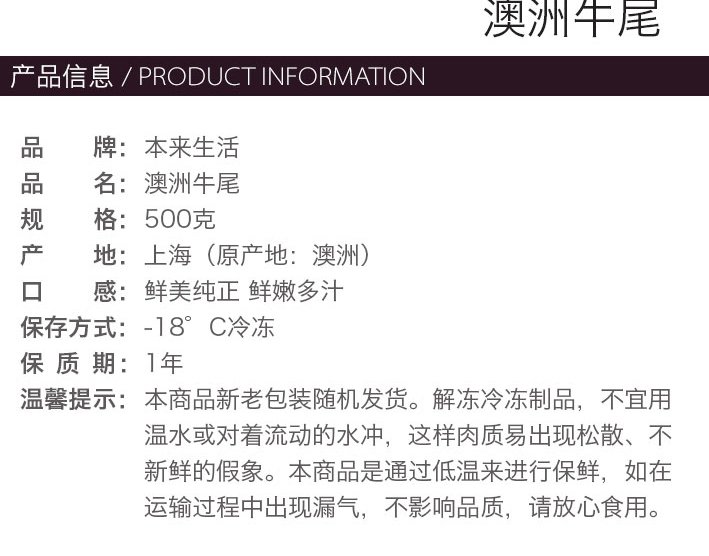 澳洲牛尾
产品信息 / PRODUCT INFORMATION
品牌：本来生活
品名：澳洲牛尾
规格：500克
产地：上海（原产地：澳洲）
口感：鲜美纯正 鲜嫩多汁
保存方式：-18°C冷冻
保质期：1年
温馨提示：本商品新老包装随机发货。解冻冷冻制品，不宜用
温水或对着流动的水冲，这样肉质易出现松散、不
新鲜的假象。本商品是通过低温来进行保鲜，如在
运输过程中出现漏气，不影响品质，请放心食用。